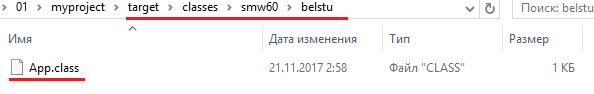 01 › myproject › target › classes › smw60 › belstu
Поиск: belstu
Имя Дата изменения Тип Размер
App.class 21.11.2017 2:58 Файл "CLASS" 1 КБ